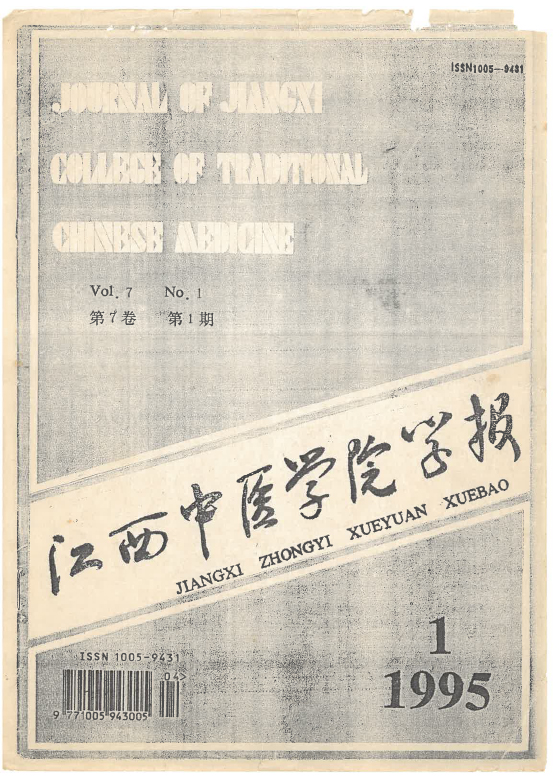 ISSN1005—9431
JOURNAL OF JIANGXI
COLLEGE OF TRADITIONAL
CHINESE MEDICINE
Vol. 7 No. 1
第7卷 第1期
江西中医学院学报
JIANGXI ZHONGYI XUEYUAN XUEBAO
1
1995
ISSN 1005-9431
04>
9 771005 943005